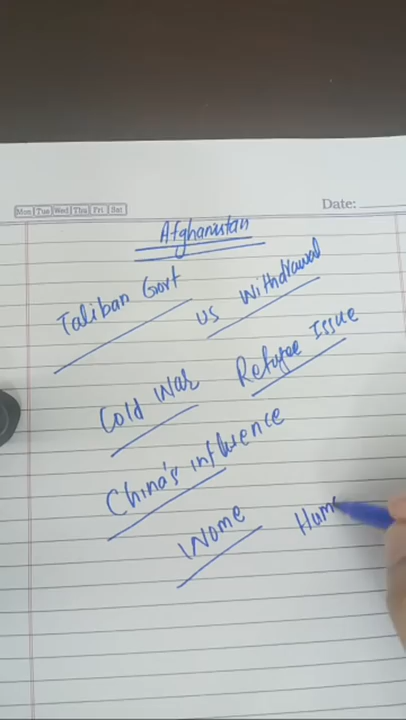 Mon Tue Wed Thu Fri Sat
Date:
Afghanistan
Taliban Govt
US Withdrawal
Cold War
Refugee Issue
China's influence
Wome
Hum